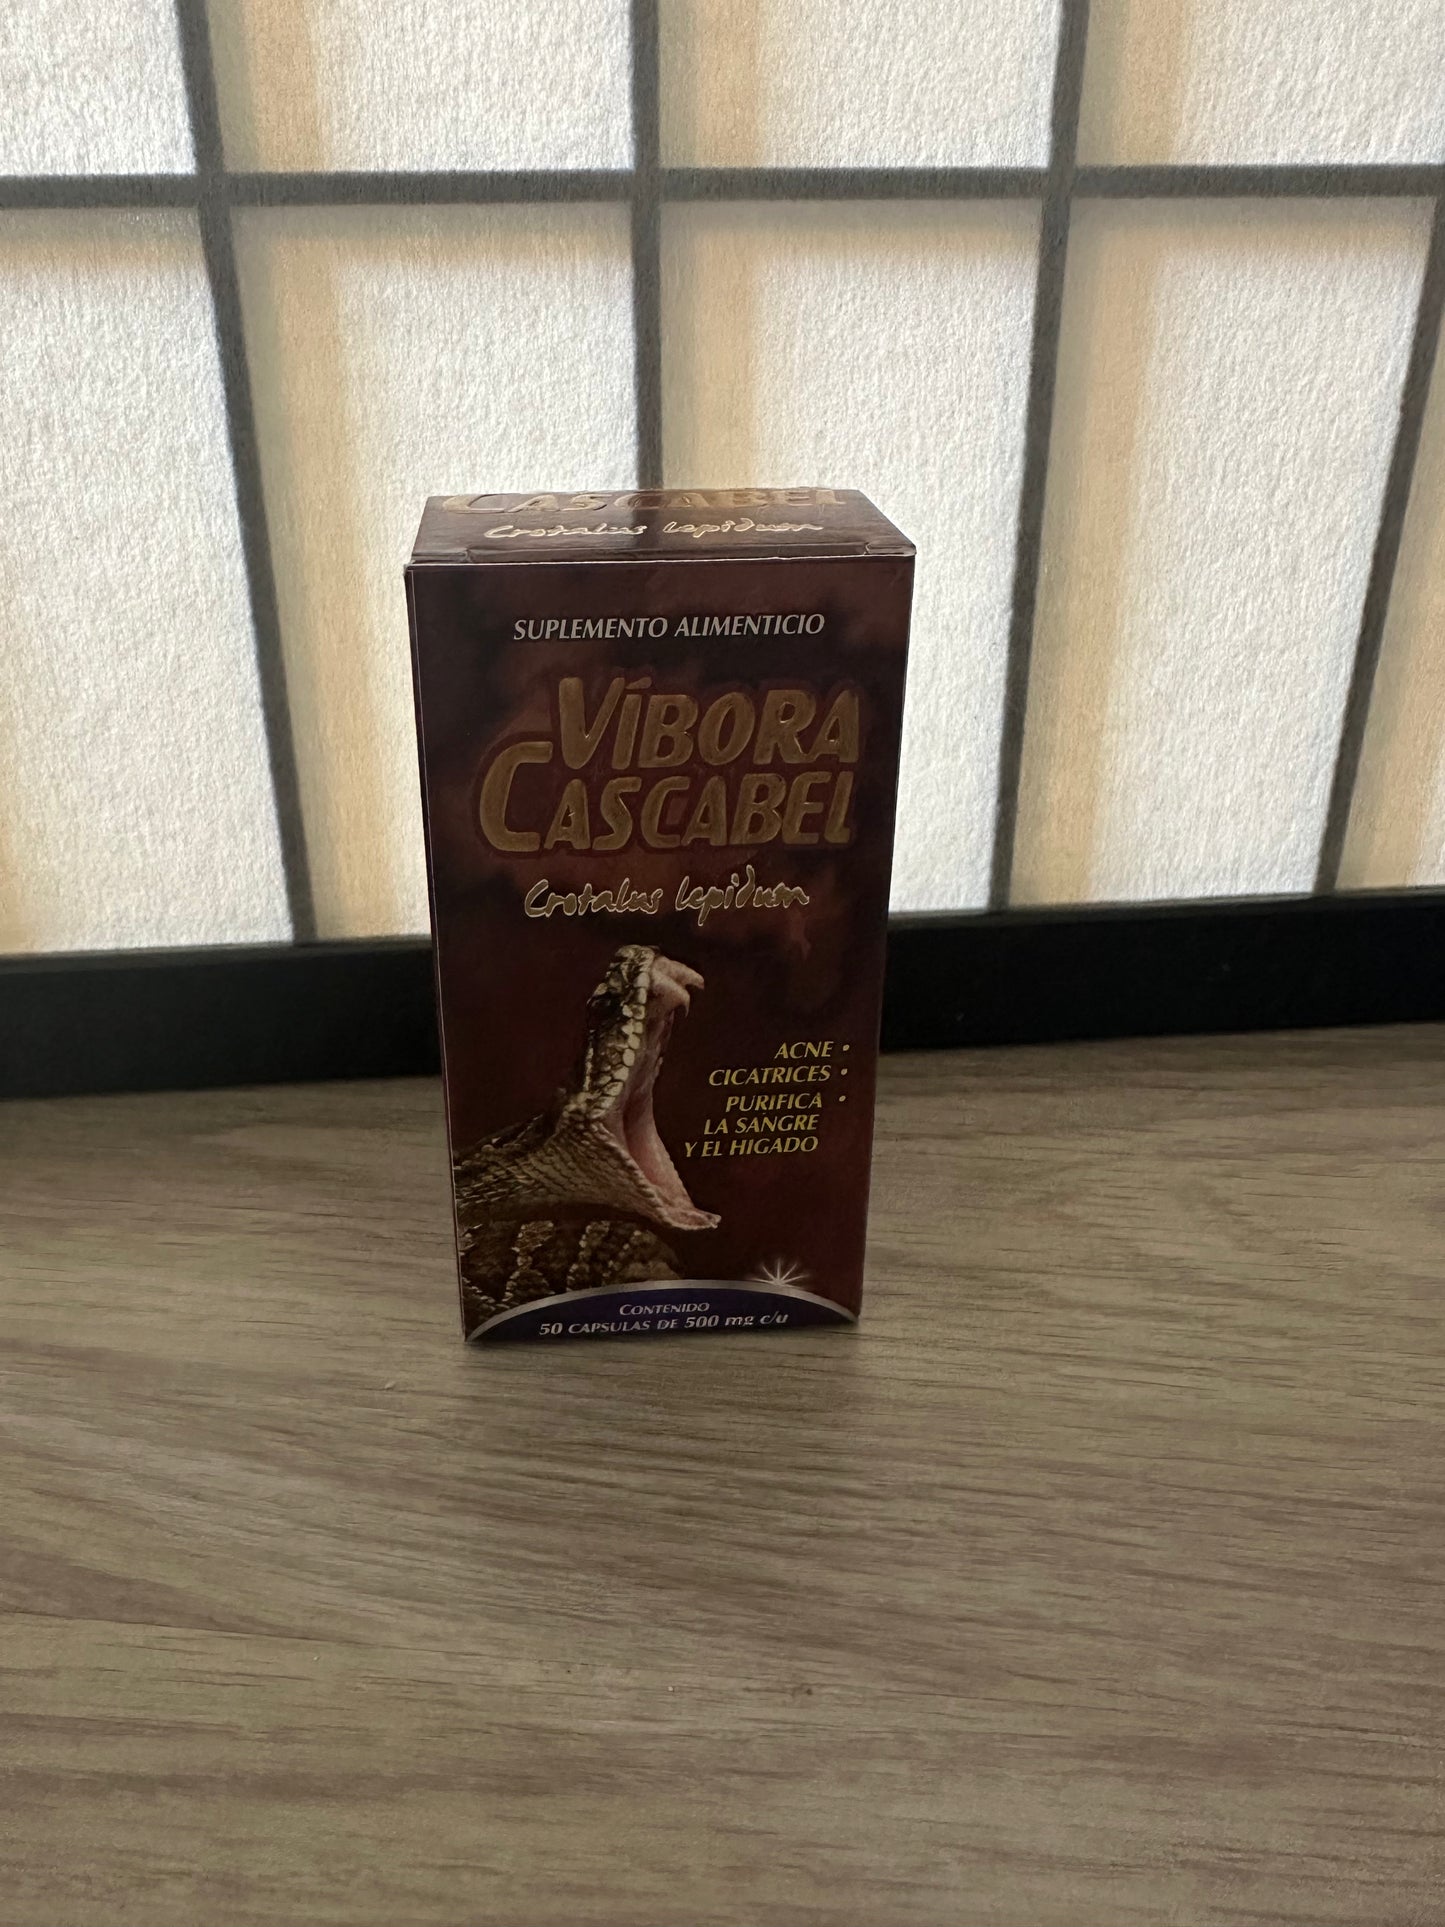 CASCABEL
Crotalus lepidum
SUPLEMENTO ALIMENTICIO
VÍBORA
CASCABEL
Crotalus lepidum
ACNE •
CICATRICES •
PURIFICA •
LA SANGRE
Y EL HIGADO
CONTENIDO
50 CAPSULAS DE 500 mg c/u